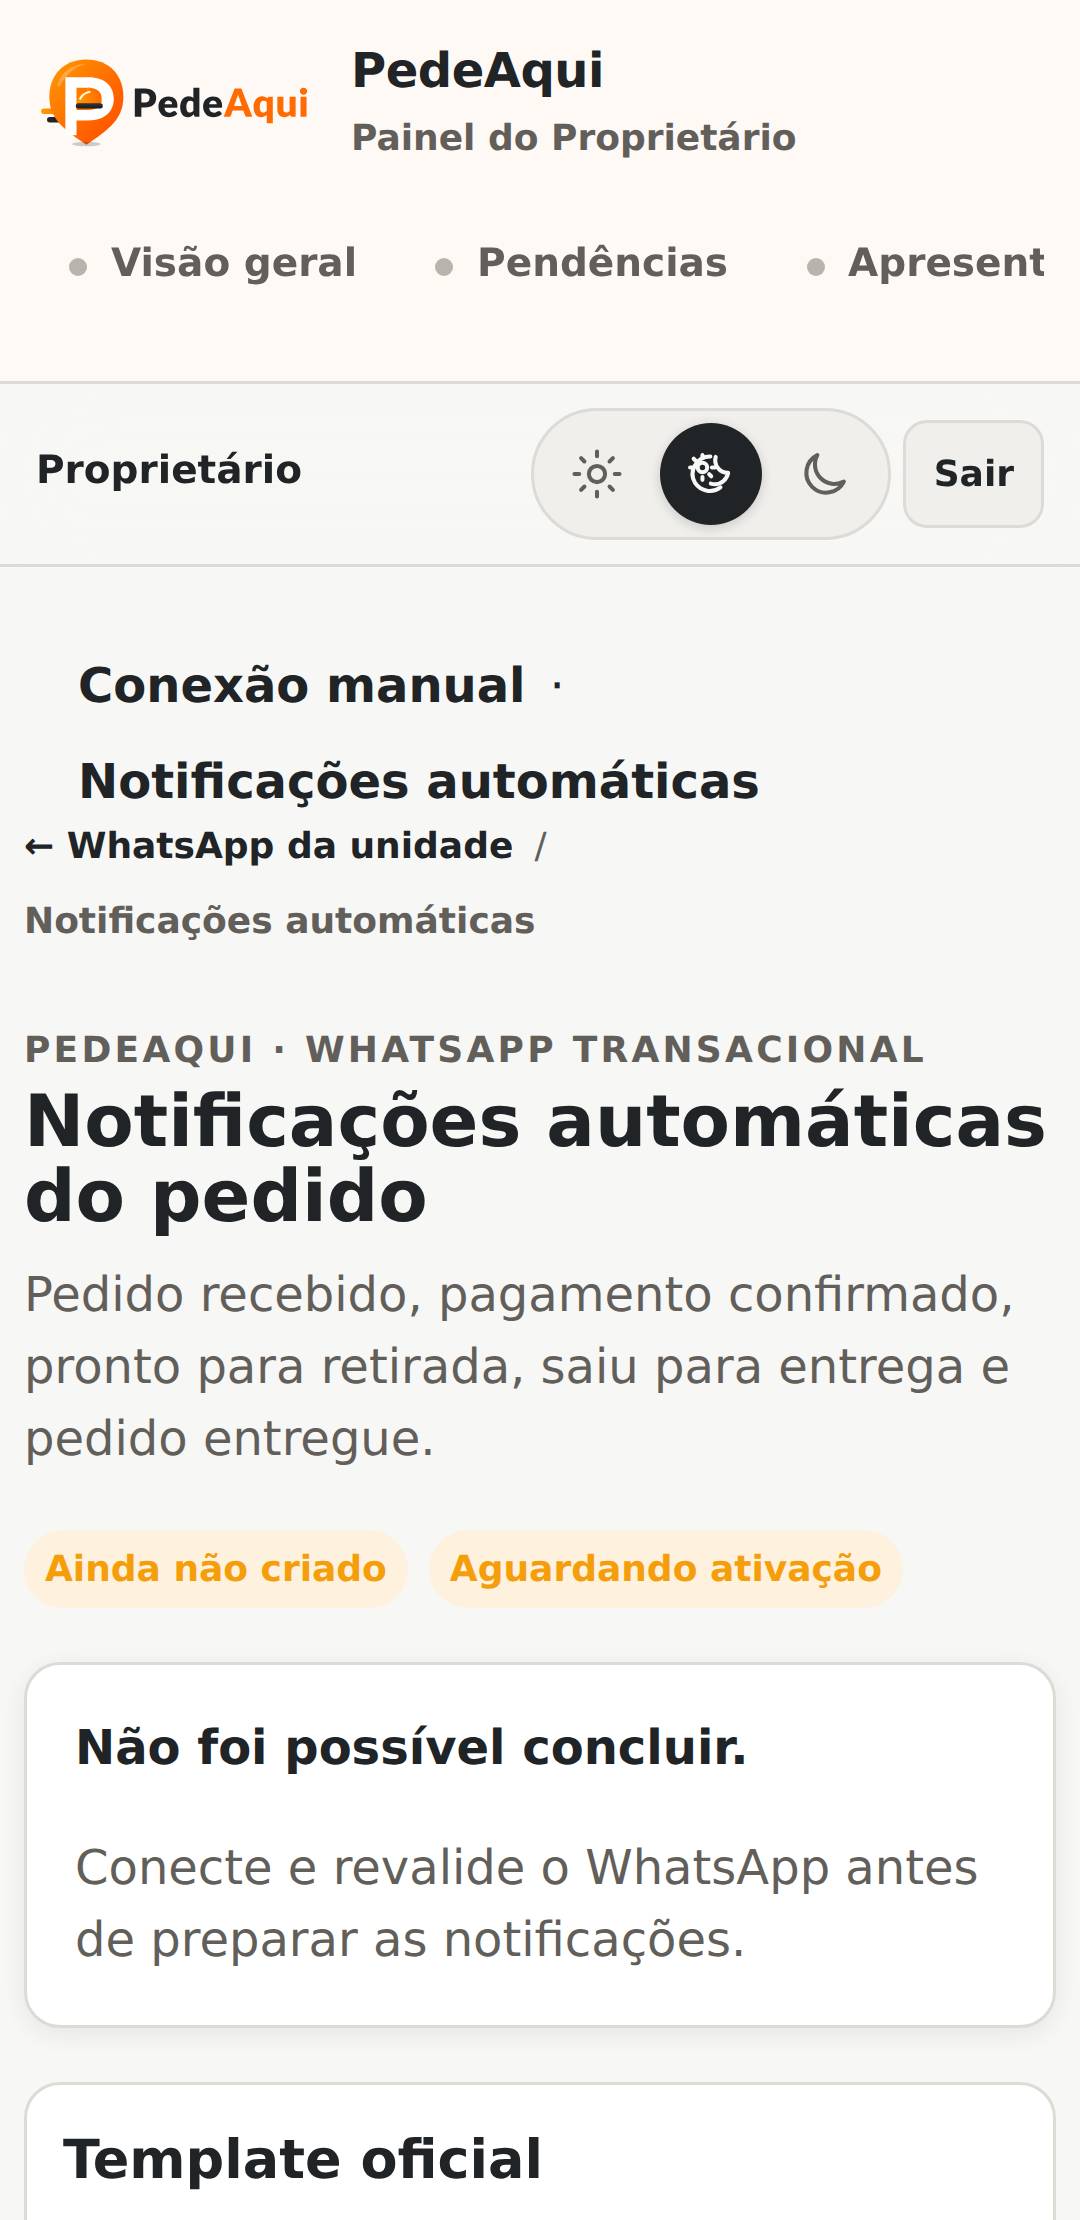 PedeAqui
PedeAqui
Painel do Proprietário
Visão geral
Pendências
Apresent
Proprietário
Sair
Conexão manual ·
Notificações automáticas
← WhatsApp da unidade /
Notificações automáticas
PEDEAQUI · WHATSAPP TRANSACIONAL
Notificações automáticas
do pedido
Pedido recebido, pagamento confirmado,
pronto para retirada, saiu para entrega e
pedido entregue.
Ainda não criado
Aguardando ativação
Não foi possível concluir.
Conecte e revalide o WhatsApp antes
de preparar as notificações.
Template oficial